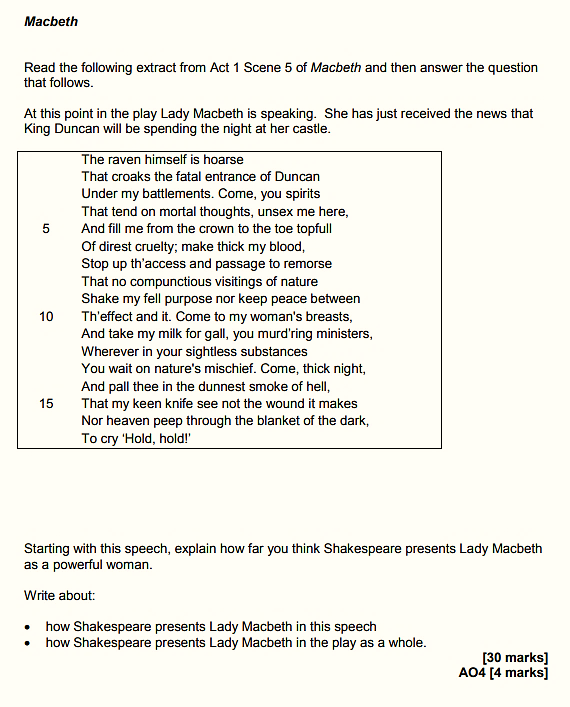 Macbeth
Read the following extract from Act 1 Scene 5 of Macbeth and then answer the question
that follows.
At this point in the play Lady Macbeth is speaking.  She has just received the news that
King Duncan will be spending the night at her castle.
The raven himself is hoarse
That croaks the fatal entrance of Duncan
Under my battlements. Come, you spirits
That tend on mortal thoughts, unsex me here,
5 And fill me from the crown to the toe topfull
Of direst cruelty; make thick my blood,
Stop up th'access and passage to remorse
That no compunctious visitings of nature
Shake my fell purpose nor keep peace between
10 Th'effect and it. Come to my woman's breasts,
And take my milk for gall, you murd'ring ministers,
Wherever in your sightless substances
You wait on nature's mischief. Come, thick night,
And pall thee in the dunnest smoke of hell,
15 That my keen knife see not the wound it makes
Nor heaven peep through the blanket of the dark,
To cry 'Hold, hold!'
Starting with this speech, explain how far you think Shakespeare presents Lady Macbeth
as a powerful woman.
Write about:
• how Shakespeare presents Lady Macbeth in this speech
• how Shakespeare presents Lady Macbeth in the play as a whole.
[30 marks]
AO4 [4 marks]